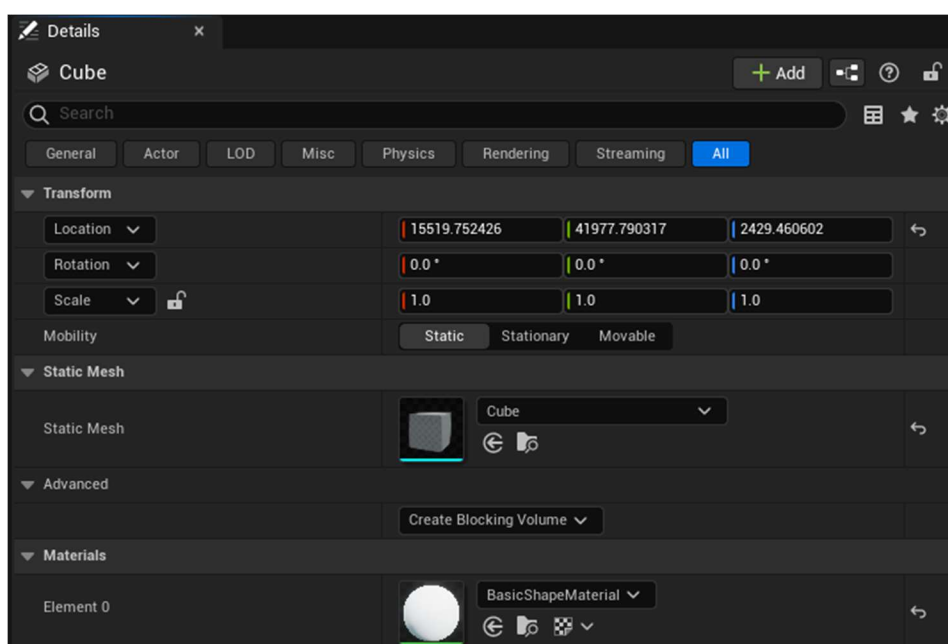 Details
Cube
Add
Search
General Actor LOD Misc Physics Rendering Streaming All
Transform
Location 15519.752426 41977.790317 2429.460602
Rotation 0.0 ° 0.0 ° 0.0 °
Scale 1.0 1.0 1.0
Mobility Static Stationary Movable
Static Mesh
Static Mesh Cube
Advanced
Create Blocking Volume
Materials
Element 0 BasicShapeMaterial